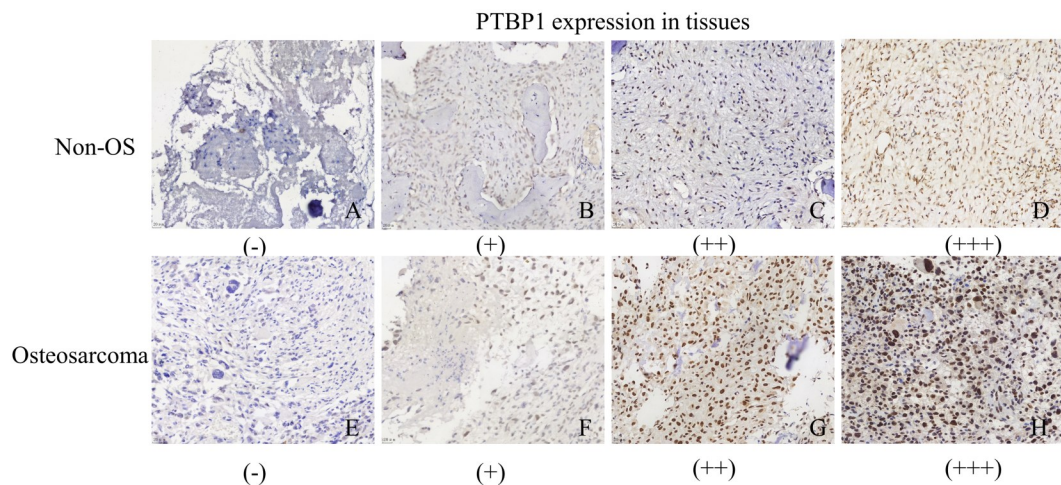 PTBP1 expression in tissues
Non-OS
A B C D
(-) (+) (++) (+++)
Osteosarcoma
E F G H
(-) (+) (++) (+++)